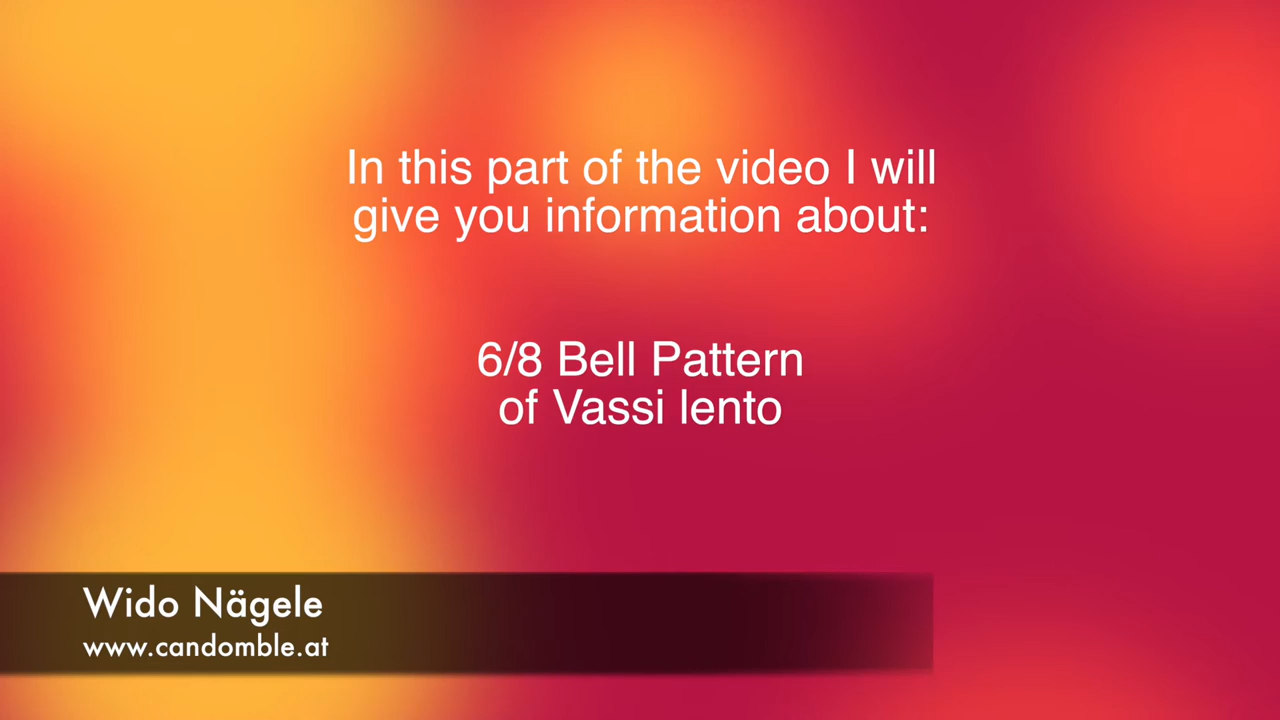 In this part of the video I will
give you information about:
6/8 Bell Pattern
of Vassi lento
Wido Nägele
www.candomble.at